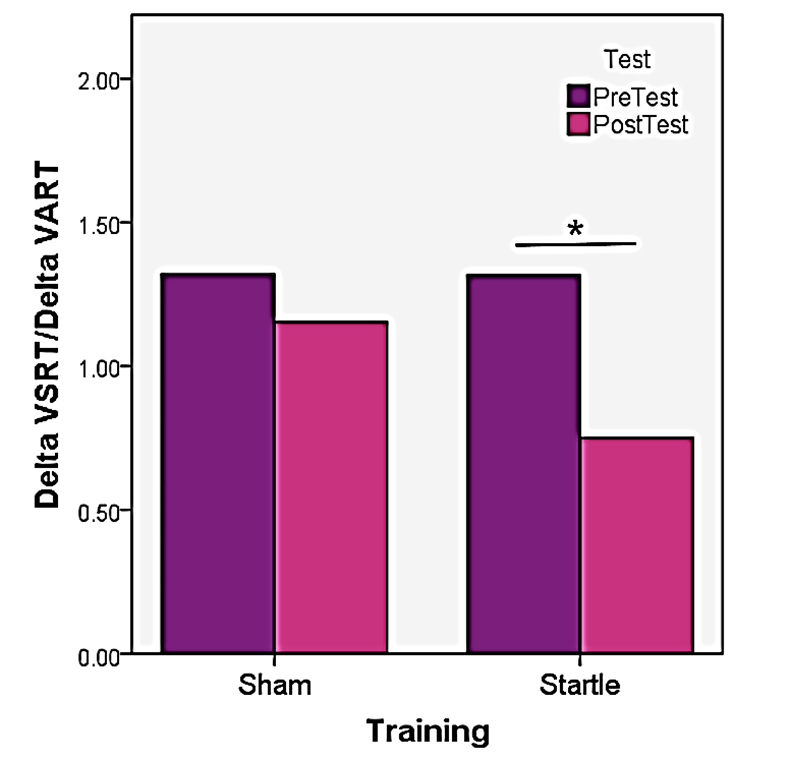 Test
PreTest
PostTest
2.00
1.50
1.00
0.50
0.00
Delta VSRT/Delta VART
*
Sham
Startle
Training